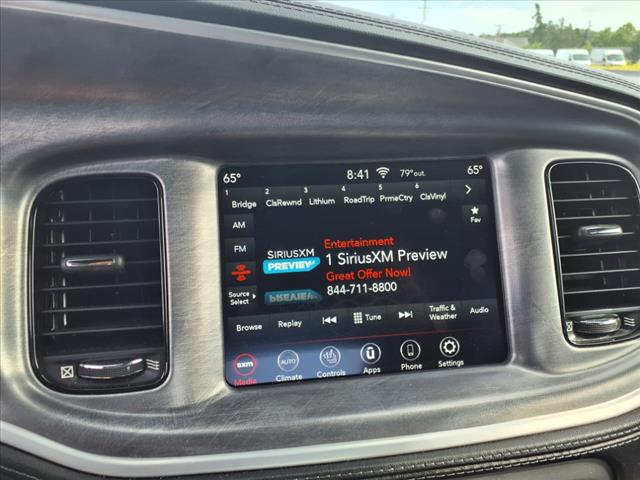 65° 8:41 79°out. 65°
1 2 3 4 5 6
Bridge ClsRewnd Lithium RoadTrip PrmeCtry ClsVinyl
AM
FM
Fav
SIRIUSXM
PREVIEW
Entertainment
1 SiriusXM Preview
Great Offer Now!
844-711-8800
Source
Select
Browse Replay Tune Traffic &
Weather Audio
sxm AUTO
Media Climate Controls Apps Phone Settings